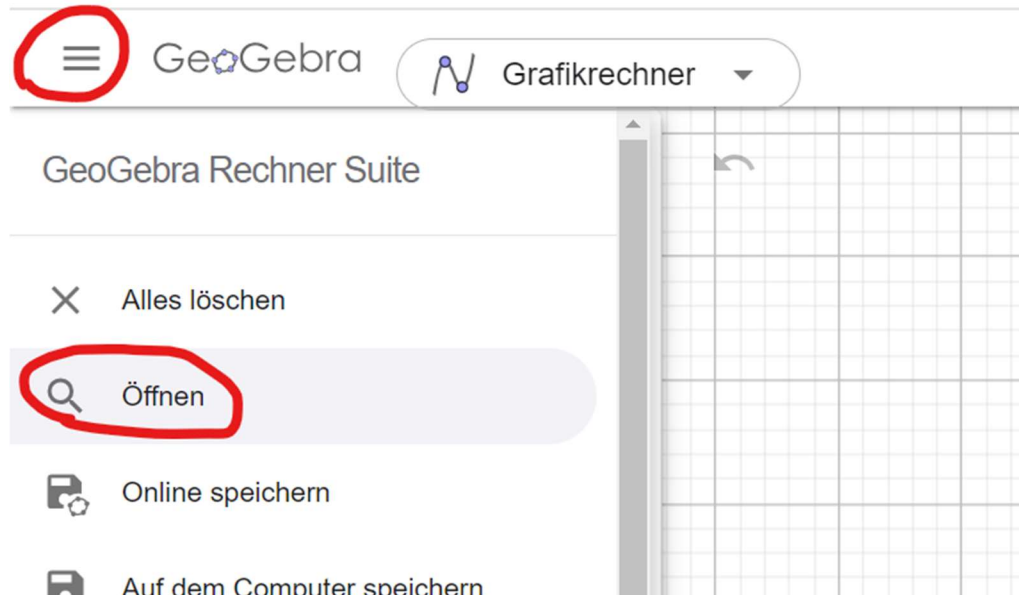 GeoGebra
Grafikrechner
GeoGebra Rechner Suite
Alles löschen
Öffnen
Online speichern
Auf dem Computer speichern